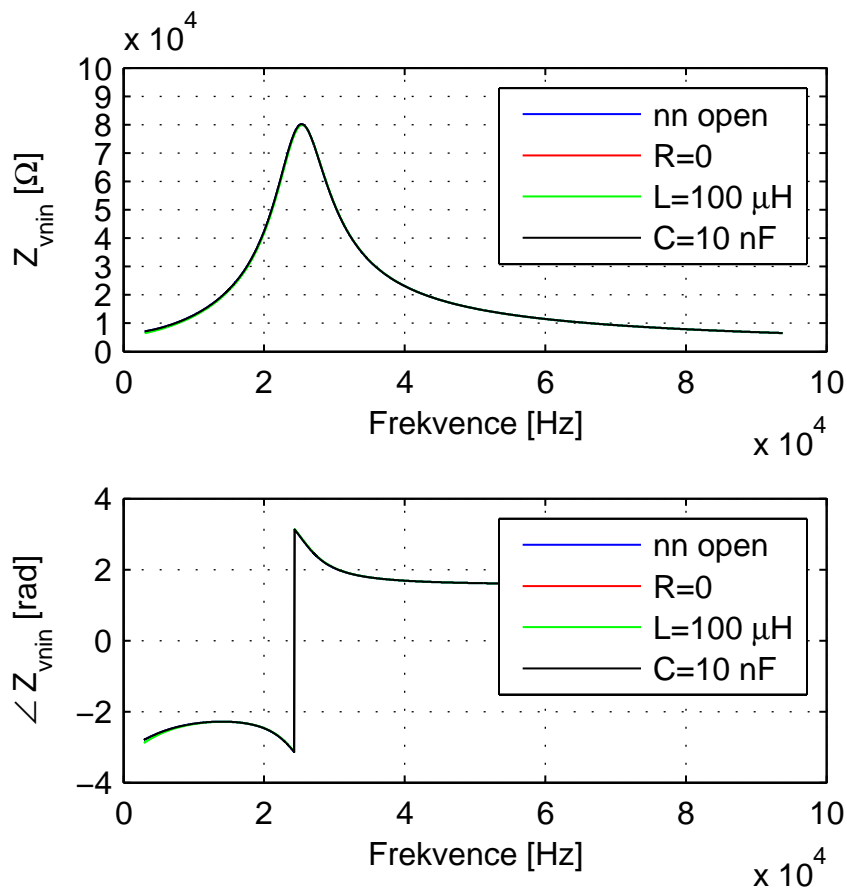 x 10^4
10
9
8
7
6
5
4
3
2
1
0
Z_vnin [Ω]
nn open
R=0
L=100 μH
C=10 nF
0 2 4 6 8 10
Frekvence [Hz]
x 10^4
4
2
0
−2
−4
∠ Z_vnin [rad]
nn open
R=0
L=100 μH
C=10 nF
0 2 4 6 8 10
Frekvence [Hz]
x 10^4